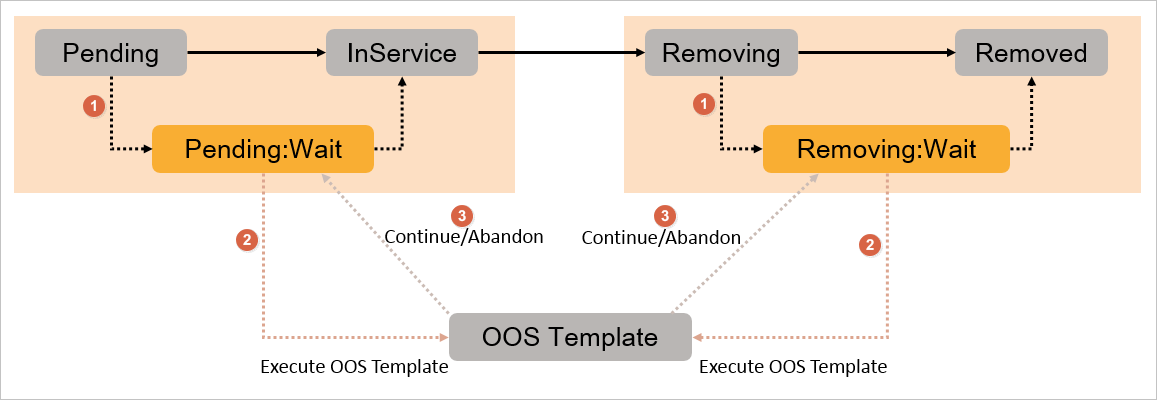 Pending
InService
Removing
Removed
1
1
Pending:Wait
Removing:Wait
3
3
2
Continue/Abandon
Continue/Abandon
2
OOS Template
Execute OOS Template
Execute OOS Template